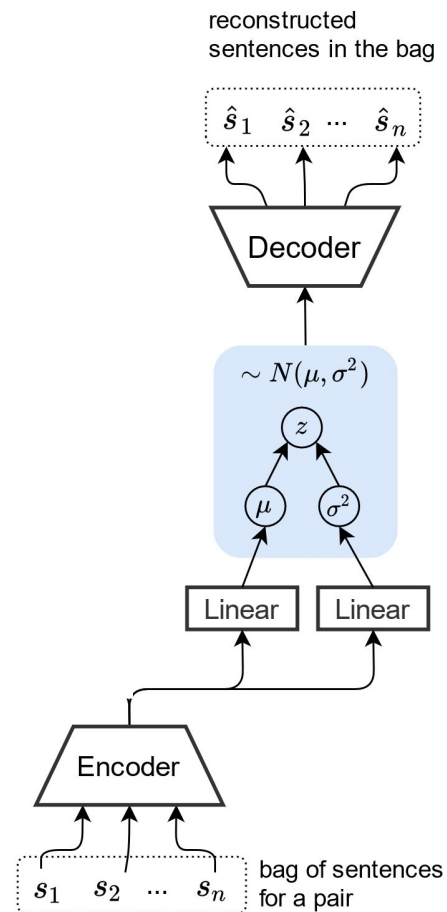 reconstructed
sentences in the bag
ŝ₁ ŝ₂ ... ŝₙ
Decoder
∼ N(μ, σ²)
z
μ σ²
Linear Linear
Encoder
s₁ s₂ ... sₙ
bag of sentences
for a pair